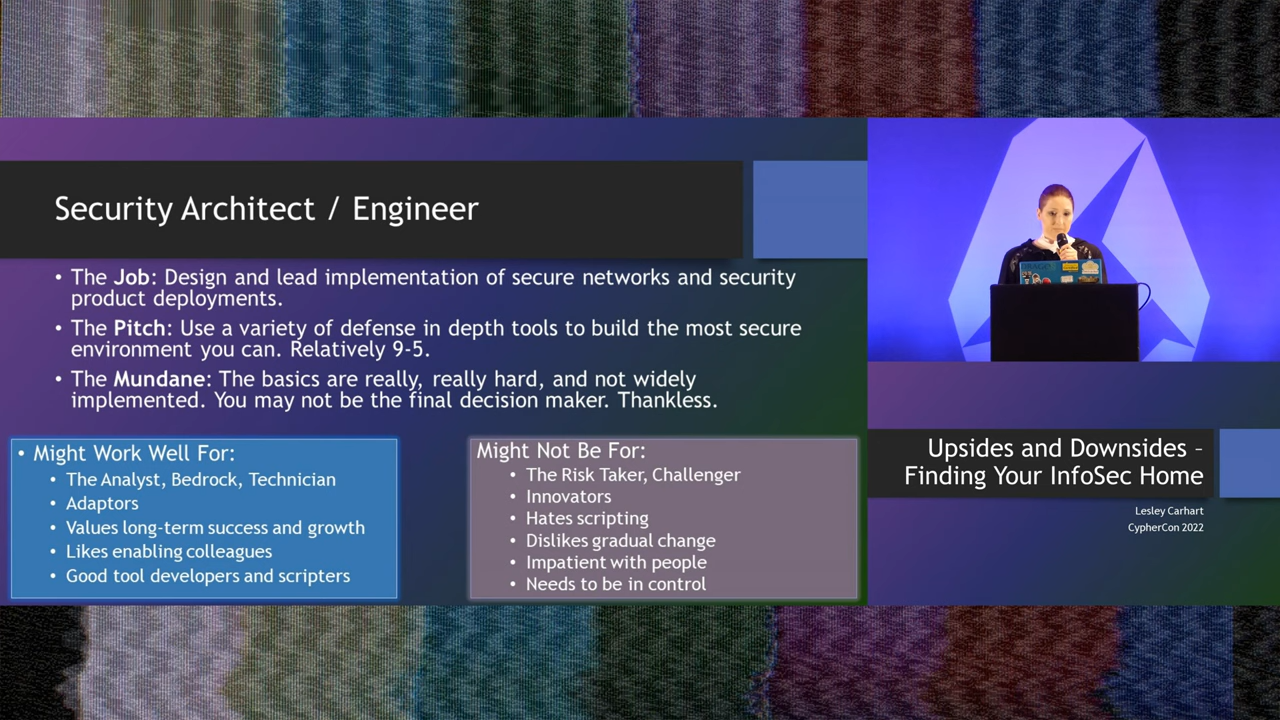 Security Architect / Engineer
• The Job: Design and lead implementation of secure networks and security
product deployments.
• The Pitch: Use a variety of defense in depth tools to build the most secure
environment you can. Relatively 9-5.
• The Mundane: The basics are really, really hard, and not widely
implemented. You may not be the final decision maker. Thankless.
• Might Work Well For:
• The Analyst, Bedrock, Technician
• Adaptors
• Values long-term success and growth
• Likes enabling colleagues
• Good tool developers and scripters
Might Not Be For:
• The Risk Taker, Challenger
• Innovators
• Hates scripting
• Dislikes gradual change
• Impatient with people
• Needs to be in control
Upsides and Downsides –
Finding Your InfoSec Home
Lesley Carhart
CypherCon 2022